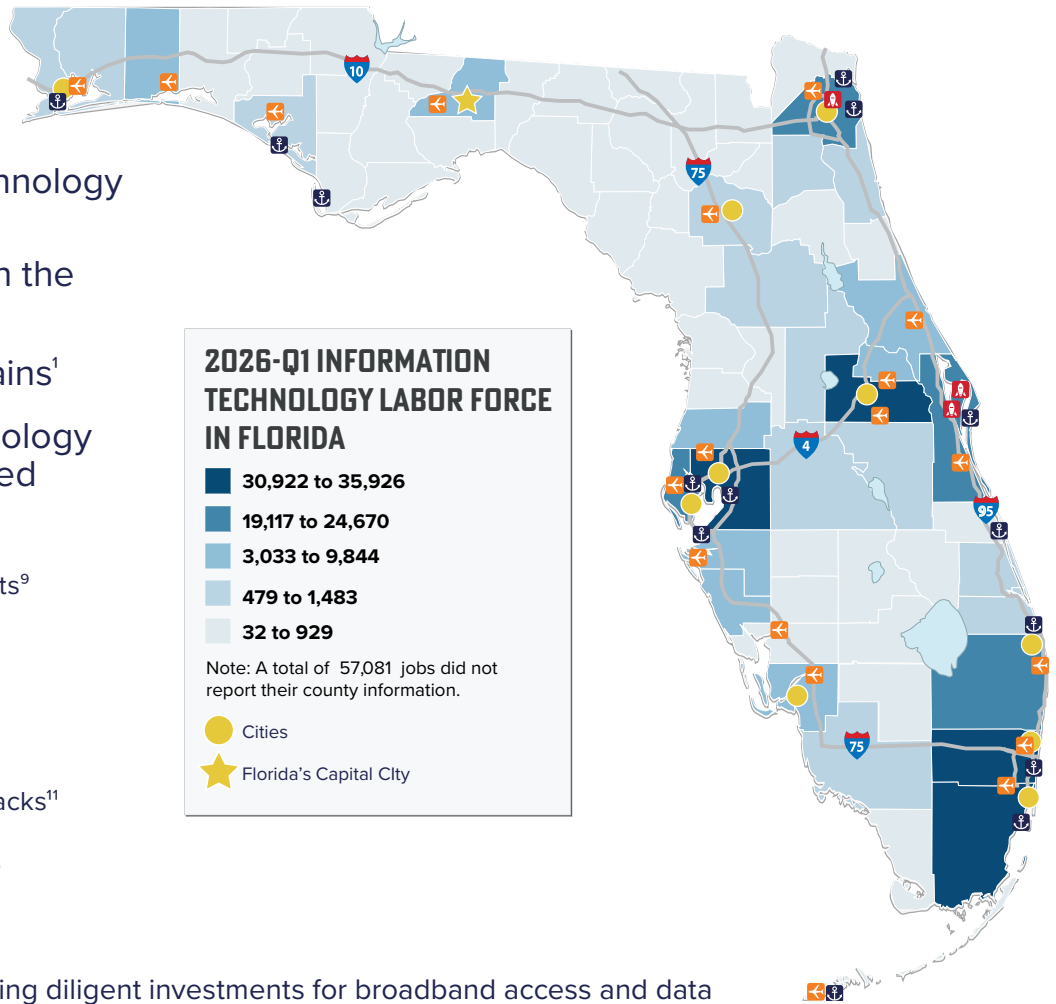 hnology
n the
ains¹
ology
ed
ts⁹
acks¹¹
2026-Q1 INFORMATION
TECHNOLOGY LABOR FORCE
IN FLORIDA
30,922 to 35,926
19,117 to 24,670
3,033 to 9,844
479 to 1,483
32 to 929
Note: A total of 57,081 jobs did not
report their county information.
Cities
Florida's Capital CIty
10
75
4
95
75
ing diligent investments for broadband access and data